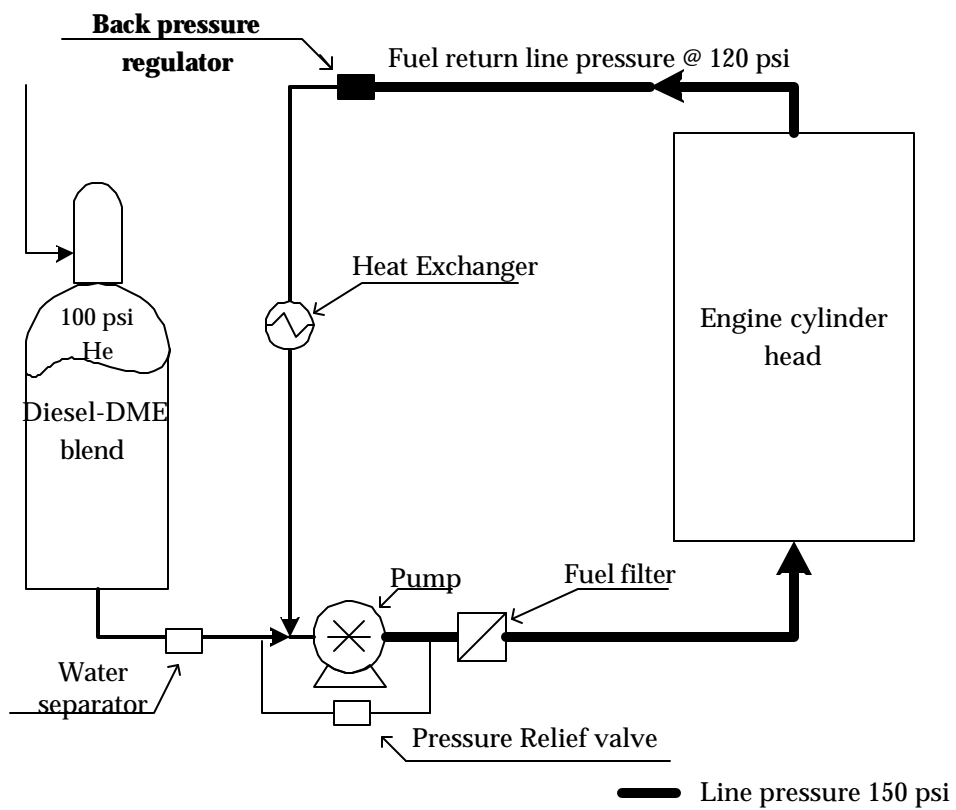 Back pressure
regulator
Fuel return line pressure @ 120 psi
Heat Exchanger
100 psi
He
Diesel-DME
blend
Engine cylinder
head
Pump
Fuel filter
Water
separator
Pressure Relief valve
Line pressure 150 psi